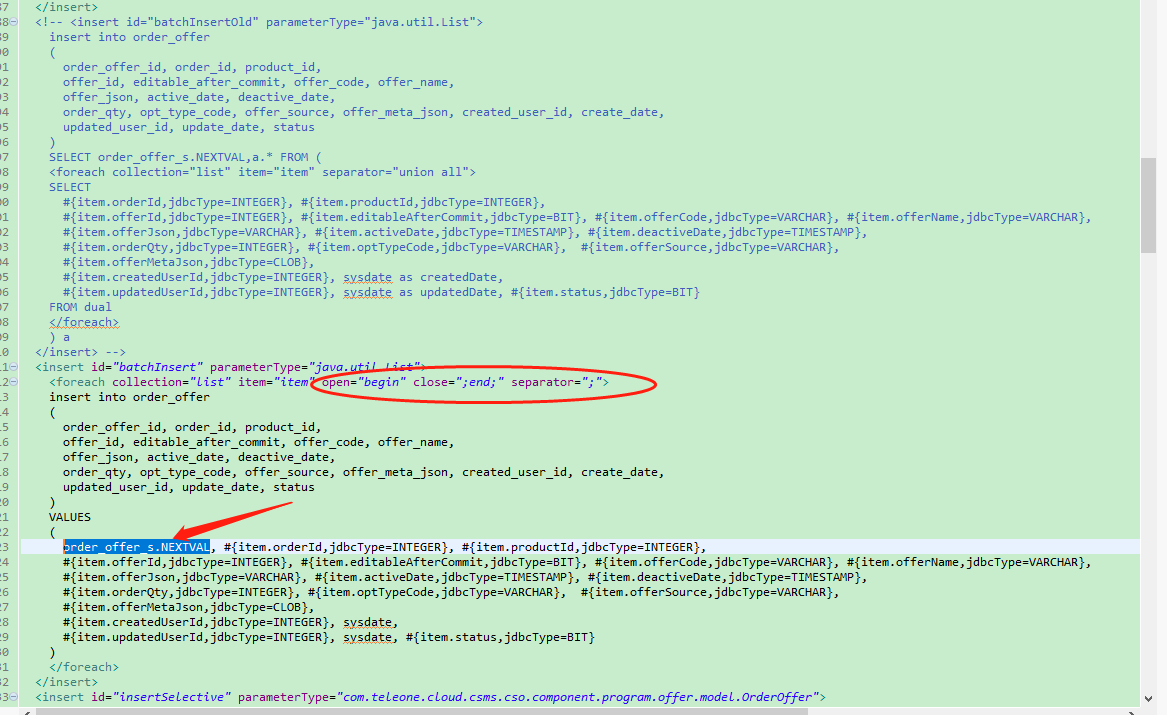 37 </insert>
38 <!-- <insert id="batchInsertOld" parameterType="java.util.List">
39 insert into order_offer
90 (
91 order_offer_id, order_id, product_id,
92 offer_id, editable_after_commit, offer_code, offer_name,
93 offer_json, active_date, deactive_date,
94 order_qty, opt_type_code, offer_source, offer_meta_json, created_user_id, create_date,
95 updated_user_id, update_date, status
96 )
97 SELECT order_offer_s.NEXTVAL,a.* FROM (
98 <foreach collection="list" item="item" separator="union all">
99 SELECT
00 #{item.orderId,jdbcType=INTEGER}, #{item.productId,jdbcType=INTEGER},
01 #{item.offerId,jdbcType=INTEGER}, #{item.editableAfterCommit,jdbcType=BIT}, #{item.offerCode,jdbcType=VARCHAR}, #{item.offerName,jdbcType=VARCHAR},
02 #{item.offerJson,jdbcType=VARCHAR}, #{item.activeDate,jdbcType=TIMESTAMP}, #{item.deactiveDate,jdbcType=TIMESTAMP},
03 #{item.orderQty,jdbcType=INTEGER}, #{item.optTypeCode,jdbcType=VARCHAR},  #{item.offerSource,jdbcType=VARCHAR},
04 #{item.offerMetaJson,jdbcType=CLOB},
05 #{item.createdUserId,jdbcType=INTEGER}, sysdate as createdDate,
06 #{item.updatedUserId,jdbcType=INTEGER}, sysdate as updatedDate, #{item.status,jdbcType=BIT}
07 FROM dual
08 </foreach>
09 ) a
10 </insert> -->
11 <insert id="batchInsert" parameterType="java.util.List">
12 <foreach collection="list" item="item" open="begin" close=";end;" separator=";">
13 insert into order_offer
14 (
15 order_offer_id, order_id, product_id,
16 offer_id, editable_after_commit, offer_code, offer_name,
17 offer_json, active_date, deactive_date,
18 order_qty, opt_type_code, offer_source, offer_meta_json, created_user_id, create_date,
19 updated_user_id, update_date, status
20 )
21 VALUES
22 (
23 order_offer_s.NEXTVAL, #{item.orderId,jdbcType=INTEGER}, #{item.productId,jdbcType=INTEGER},
24 #{item.offerId,jdbcType=INTEGER}, #{item.editableAfterCommit,jdbcType=BIT}, #{item.offerCode,jdbcType=VARCHAR}, #{item.offerName,jdbcType=VARCHAR},
25 #{item.offerJson,jdbcType=VARCHAR}, #{item.activeDate,jdbcType=TIMESTAMP}, #{item.deactiveDate,jdbcType=TIMESTAMP},
26 #{item.orderQty,jdbcType=INTEGER}, #{item.optTypeCode,jdbcType=VARCHAR},  #{item.offerSource,jdbcType=VARCHAR},
27 #{item.offerMetaJson,jdbcType=CLOB},
28 #{item.createdUserId,jdbcType=INTEGER}, sysdate,
29 #{item.updatedUserId,jdbcType=INTEGER}, sysdate, #{item.status,jdbcType=BIT}
30 )
31 </foreach>
32 </insert>
33 <insert id="insertSelective" parameterType="com.teleone.cloud.csms.cso.component.program.offer.model.OrderOffer">